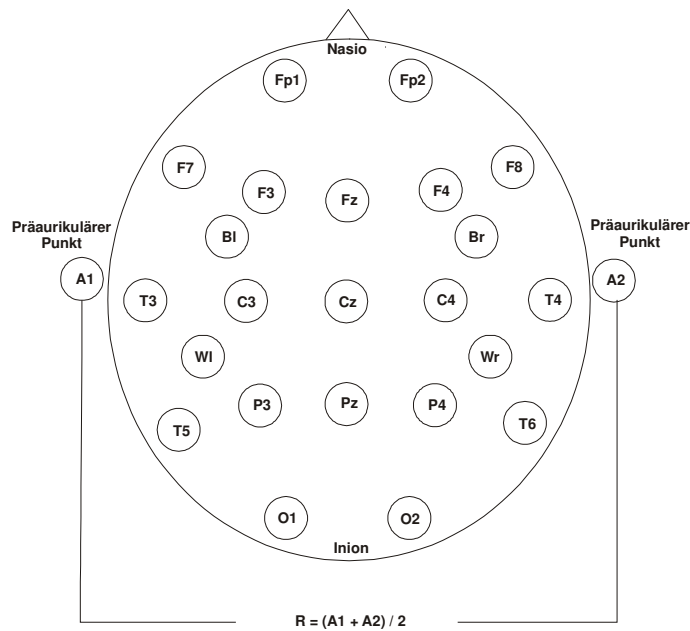 Nasio
Fp1 Fp2
F7 F8
F3 Fz F4
Präaurikulärer
Punkt
Bl Br
Präaurikulärer
Punkt
A1 A2
T3 C3 Cz C4 T4
Wl Wr
P3 Pz P4
T5 T6
O1 O2
Inion
R = (A1 + A2) / 2